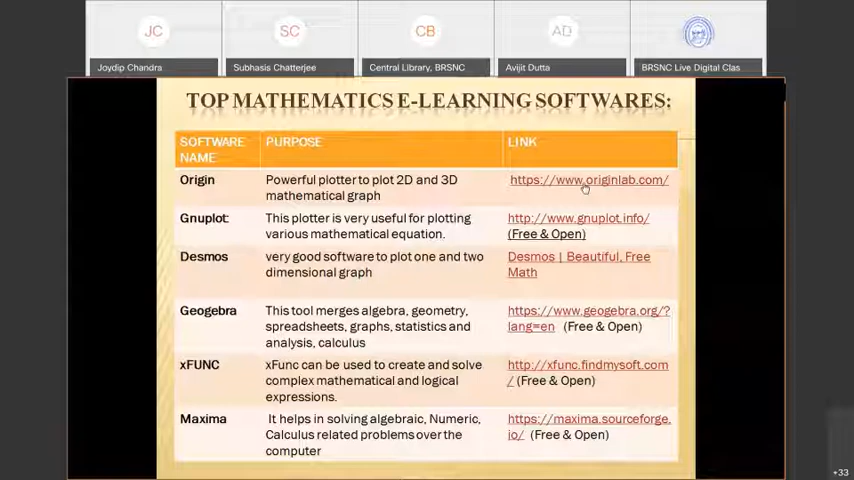 JC
SC
CB
AD
Joydip Chandra
Subhasis Chatterjee
Central Library, BRSNC
Avijit Dutta
BRSNC Live Digital Clas
TOP MATHEMATICS E-LEARNING SOFTWARES:
SOFTWARE
NAME
PURPOSE
LINK
Origin
Powerful plotter to plot 2D and 3D
mathematical graph
https://www.originlab.com/
Gnuplot:
This plotter is very useful for plotting
various mathematical equation.
http://www.gnuplot.info/
(Free & Open)
Desmos
very good software to plot one and two
dimensional graph
Desmos | Beautiful, Free
Math
Geogebra
This tool merges algebra, geometry,
spreadsheets, graphs, statistics and
analysis, calculus
https://www.geogebra.org/?
lang=en (Free & Open)
xFUNC
xFunc can be used to create and solve
complex mathematical and logical
expressions.
http://xfunc.findmysoft.com
/ (Free & Open)
Maxima
It helps in solving algebraic, Numeric,
Calculus related problems over the
computer
https://maxima.sourceforge.
io/ (Free & Open)
+33